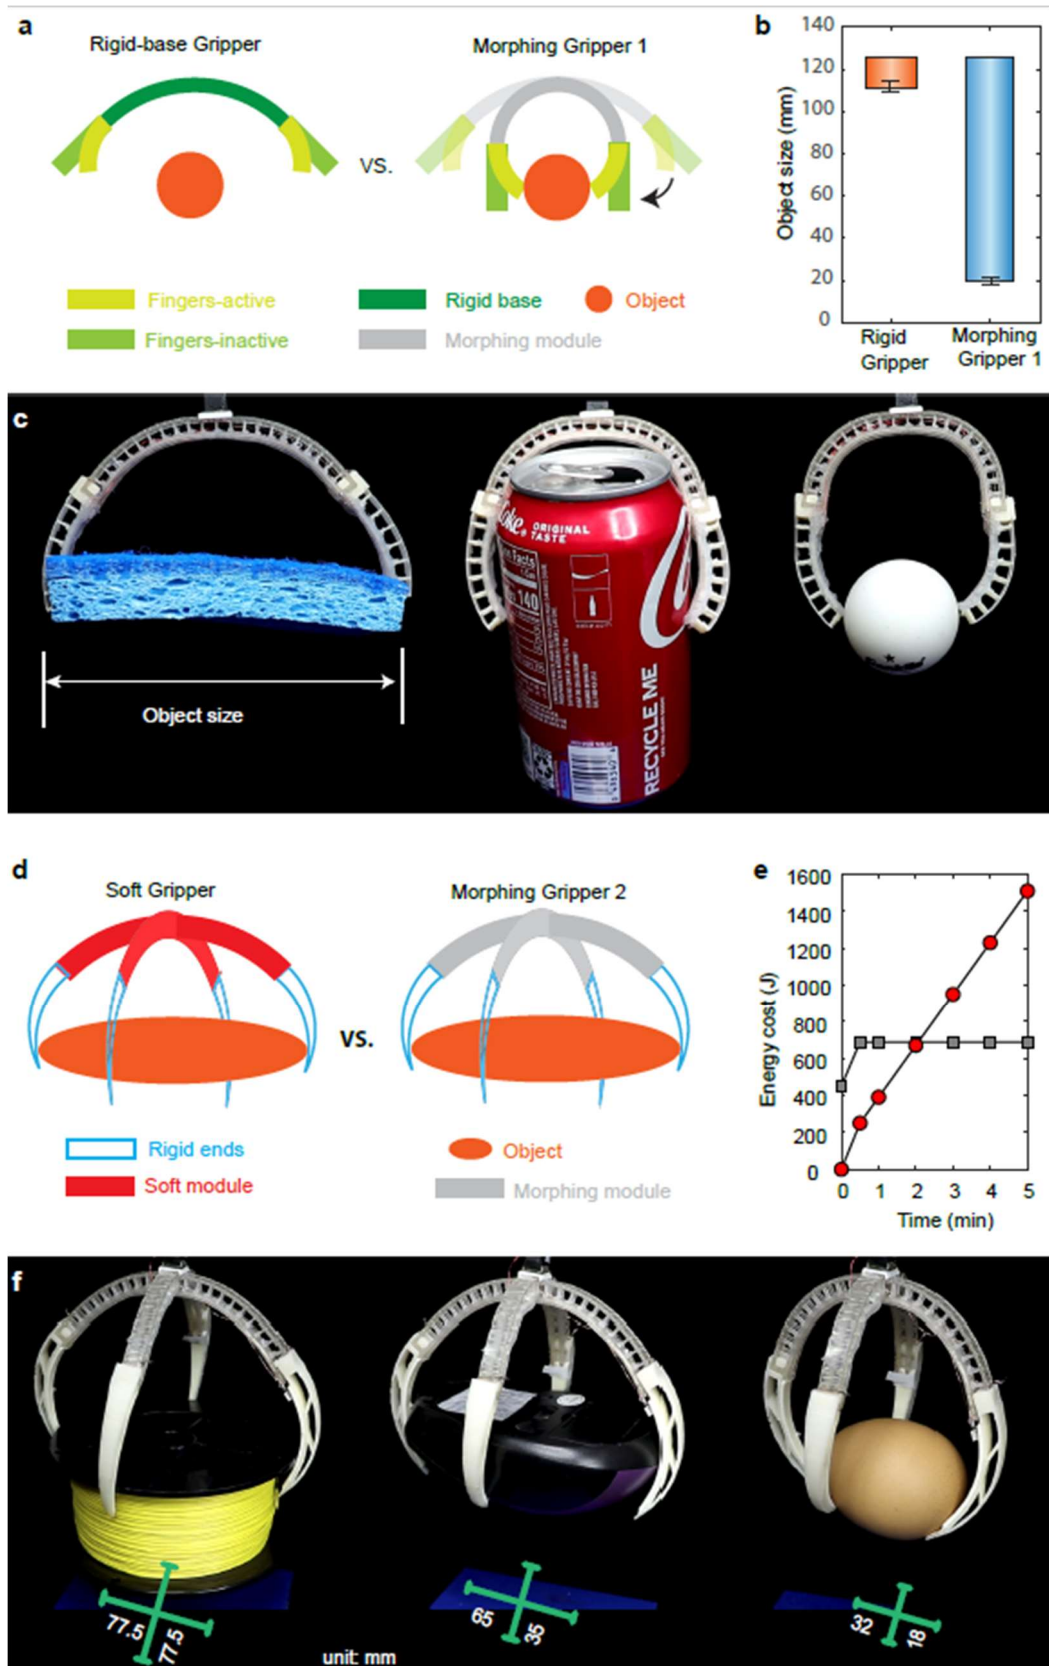 a
Rigid-base Gripper
Morphing Gripper 1
VS.
Fingers-active
Rigid base
Object
Fingers-inactive
Morphing module
b
Object size (mm)
140
120
100
80
60
40
20
0
Rigid
Gripper
Morphing
Gripper 1
c
Object size
Coke
ORIGINAL
TASTE
Facts
140
RECYCLE ME
d
Soft Gripper
Morphing Gripper 2
VS.
Rigid ends
Object
Soft module
Morphing module
e
Energy cost (J)
1600
1400
1200
1000
800
600
400
200
0
0 1 2 3 4 5
Time (min)
f
77.5
77.5
65
35
32
18
unit: mm